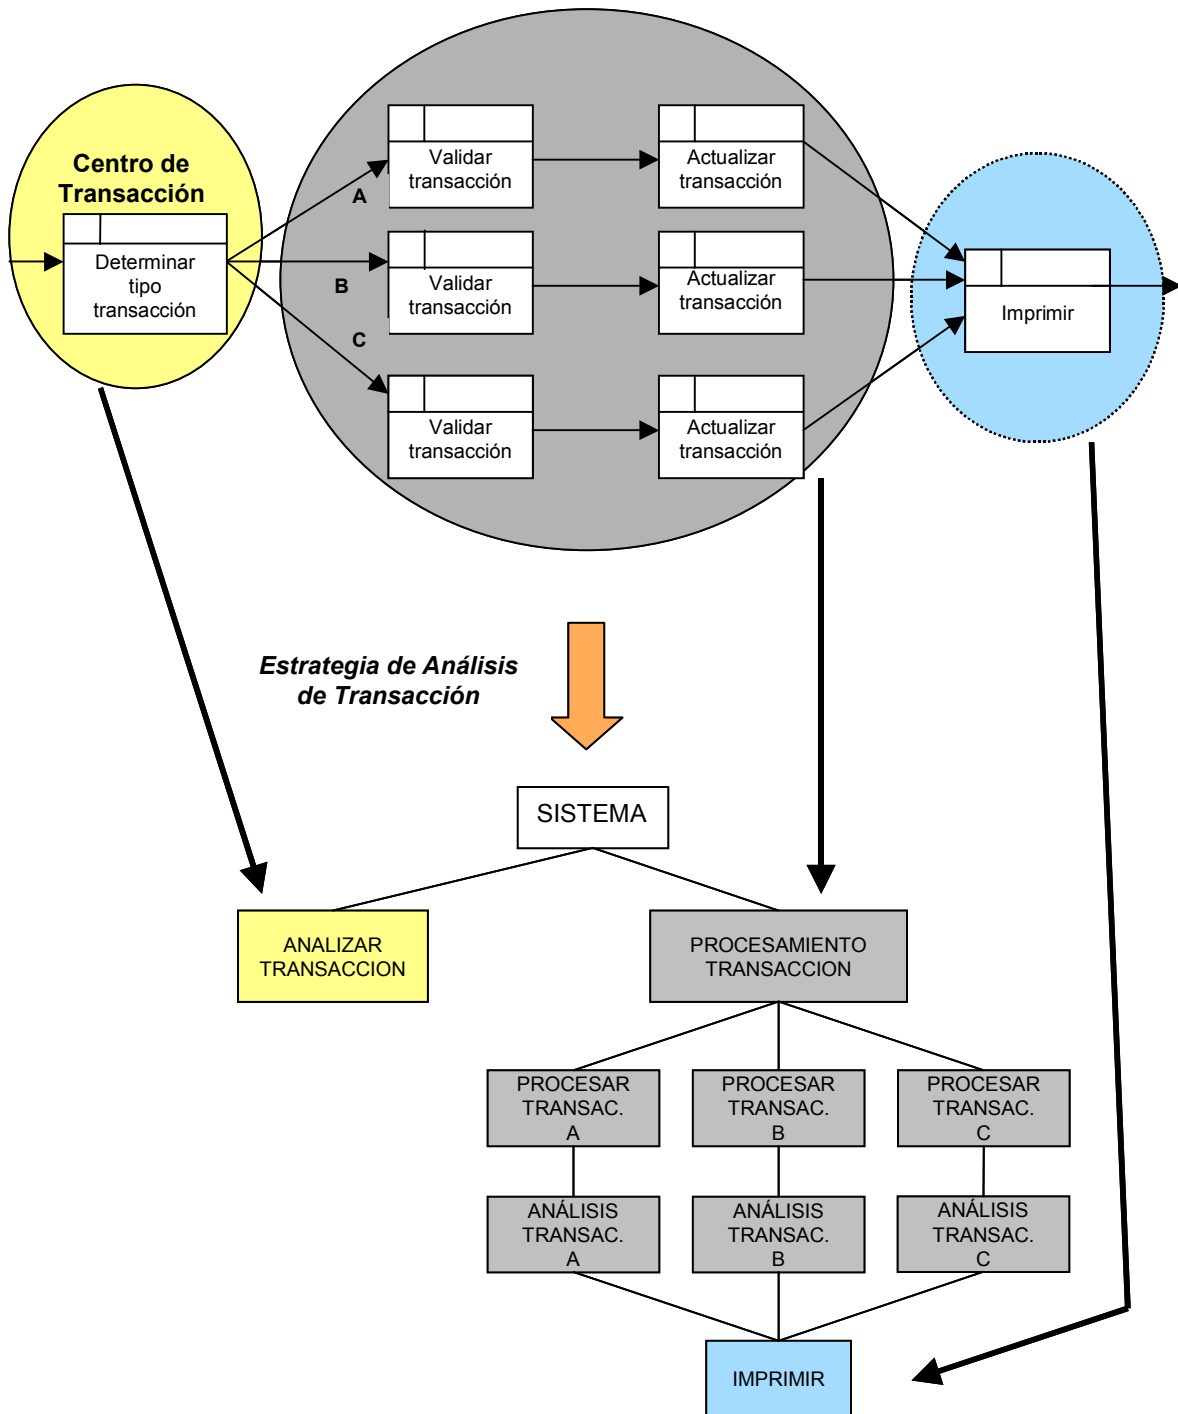 Centro de
Transacción
Determinar
tipo
transacción
A
B
C
Validar
transacción
Actualizar
transacción
Validar
transacción
Actualizar
transacción
Validar
transacción
Actualizar
transacción
Imprimir
Estrategia de Análisis
de Transacción
SISTEMA
ANALIZAR
TRANSACCION
PROCESAMIENTO
TRANSACCION
PROCESAR
TRANSAC.
A
PROCESAR
TRANSAC.
B
PROCESAR
TRANSAC.
C
ANÁLISIS
TRANSAC.
A
ANÁLISIS
TRANSAC.
B
ANÁLISIS
TRANSAC.
C
IMPRIMIR